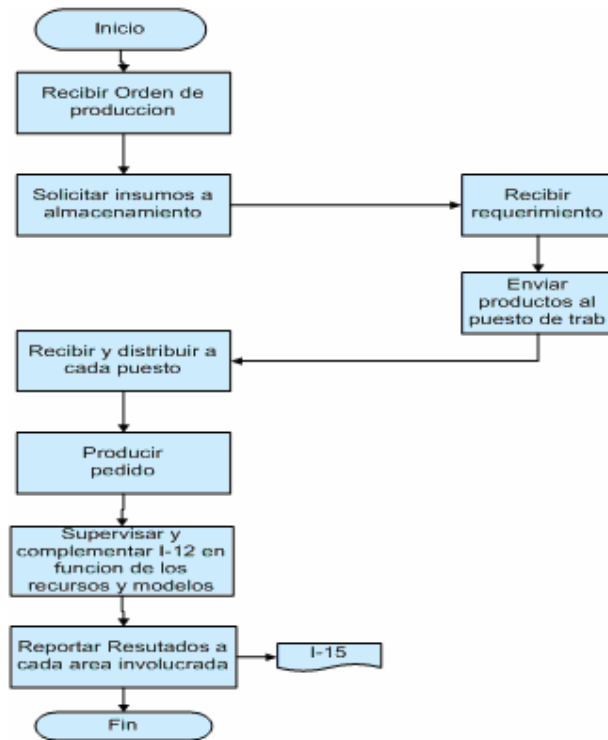 Inicio
Recibir Orden de
produccion
Solicitar insumos a
almacenamiento
Recibir
requerimiento
Enviar
productos al
puesto de trab
Recibir y distribuir a
cada puesto
Producir
pedido
Supervisar y
complementar I-12 en
funcion de los
recursos y modelos
Reportar Resutados a
cada area involucrada
I-15
Fin